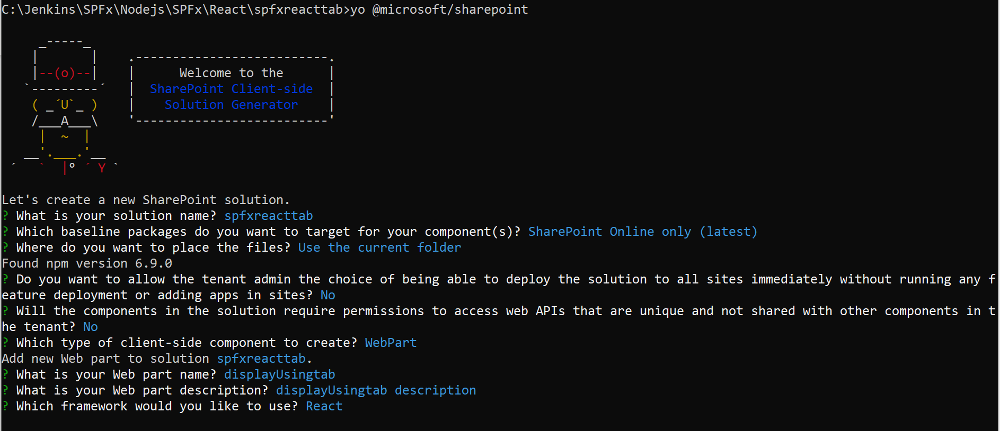 C:\Jenkins\SPFx\Nodejs\SPFx\React\spfxreacttab>yo @microsoft/sharepoint
     _-----_
    |       |    .--------------------------.
    |--(o)--|    |      Welcome to the      |
   `---------´   |  SharePoint Client-side  |
    ( _´U`_ )    |    Solution Generator    |
    /___A___\    '--------------------------'
     |  ~  |
   __'.___.'__
 ´   `  |° ´ Y `
Let's create a new SharePoint solution.
? What is your solution name? spfxreacttab
? Which baseline packages do you want to target for your component(s)? SharePoint Online only (latest)
? Where do you want to place the files? Use the current folder
Found npm version 6.9.0
? Do you want to allow the tenant admin the choice of being able to deploy the solution to all sites immediately without running any f
eature deployment or adding apps in sites? No
? Will the components in the solution require permissions to access web APIs that are unique and not shared with other components in t
he tenant? No
? Which type of client-side component to create? WebPart
Add new Web part to solution spfxreacttab.
? What is your Web part name? displayUsingtab
? What is your Web part description? displayUsingtab description
? Which framework would you like to use? React